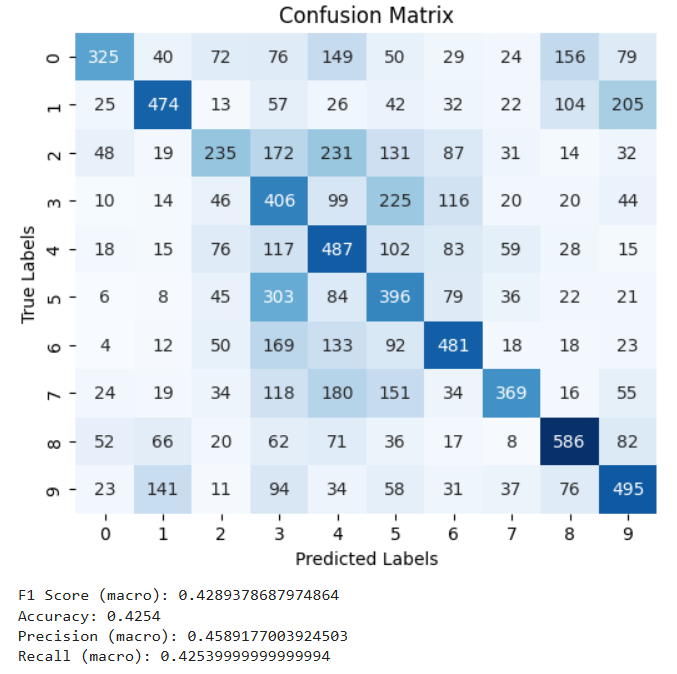 Confusion Matrix
0 325 40 72 76 149 50 29 24 156 79
1 25 474 13 57 26 42 32 22 104 205
2 48 19 235 172 231 131 87 31 14 32
3 10 14 46 406 99 225 116 20 20 44
4 18 15 76 117 487 102 83 59 28 15
5 6 8 45 303 84 396 79 36 22 21
6 4 12 50 169 133 92 481 18 18 23
7 24 19 34 118 180 151 34 369 16 55
8 52 66 20 62 71 36 17 8 586 82
9 23 141 11 94 34 58 31 37 76 495
0 1 2 3 4 5 6 7 8 9
True Labels
Predicted Labels
F1 Score (macro): 0.4289378687974864
Accuracy: 0.4254
Precision (macro): 0.4589177003924503
Recall (macro): 0.42539999999999994